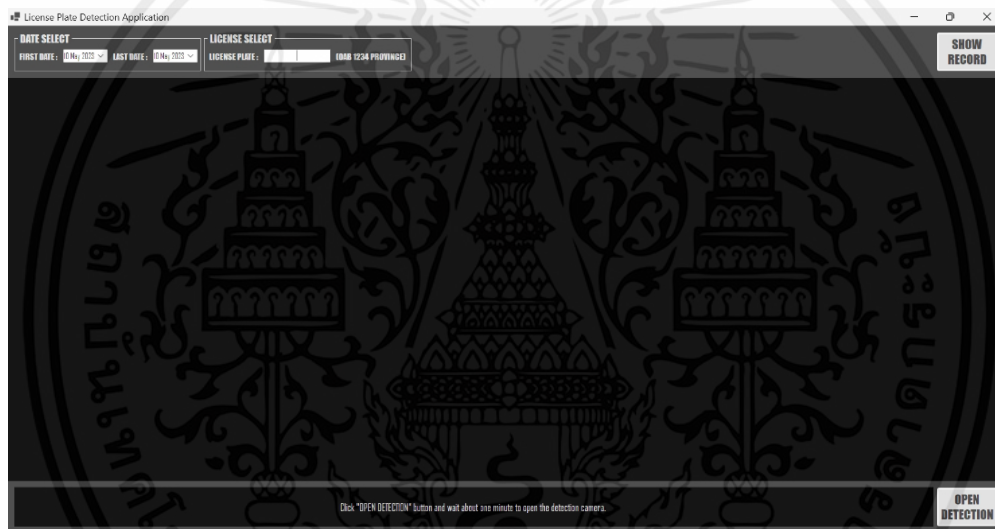 License Plate Detection Application
DATE SELECT
FIRST DATE : 10 May 2023 LAST DATE : 10 May 2023
LICENSE SELECT
LICENSE PLATE : (0AB 1234 PROVINCE)
SHOW
RECORD
Click "OPEN DETECTION" button and wait about one minute to open the detection camera.
OPEN
DETECTION